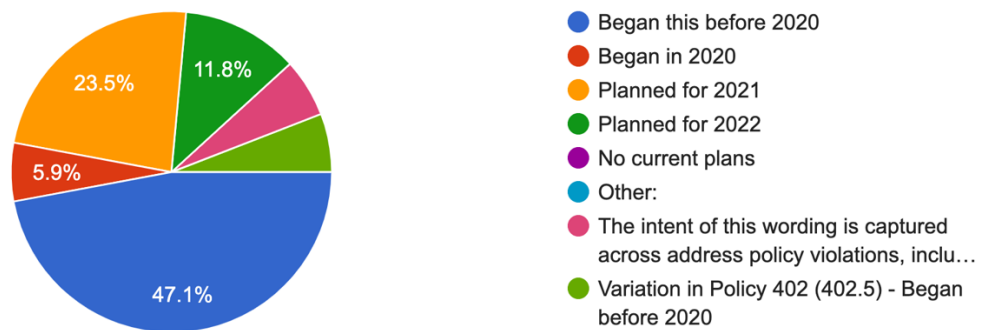 23.5%
11.8%
5.9%
47.1%
Began this before 2020
Began in 2020
Planned for 2021
Planned for 2022
No current plans
Other:
The intent of this wording is captured
across address policy violations, inclu…
Variation in Policy 402 (402.5) - Began
before 2020